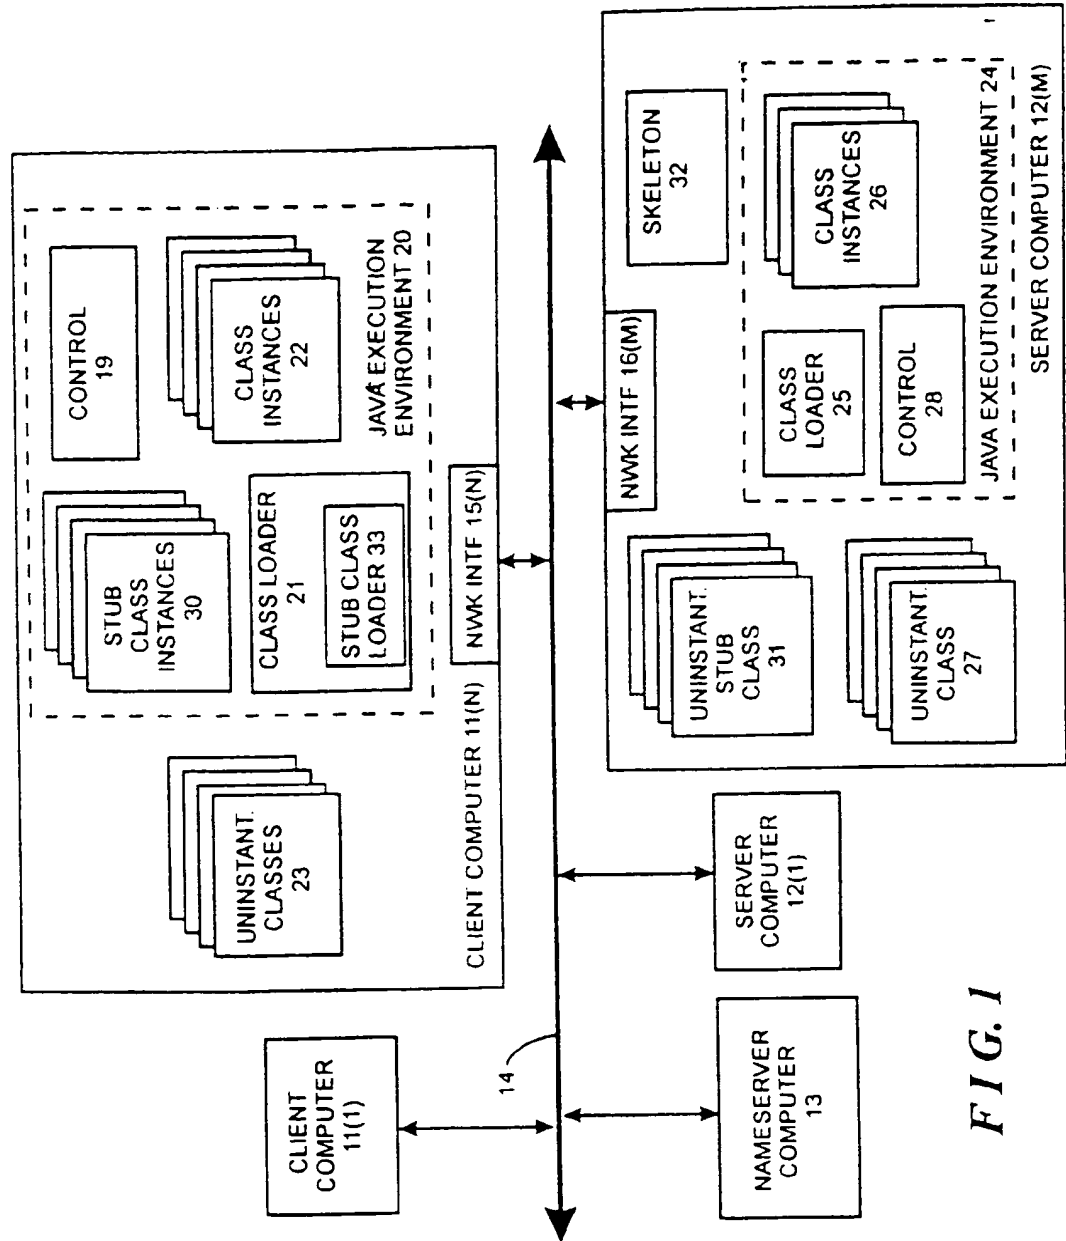 CLIENT
COMPUTER
11(1)
UNINSTANT.
CLASSES
23
STUB
CLASS
INSTANCES
30
CONTROL
19
CLASS LOADER
21
STUB CLASS
LOADER 33
CLASS
INSTANCES
22
JAVA EXECUTION
ENVIRONMENT 20
CLIENT COMPUTER 11(N)
NWK INTF 15(N)
14
NAMESERVER
COMPUTER
13
SERVER
COMPUTER
12(1)
NWK INTF 16(M)
SKELETON
32
UNINSTANT.
STUB
CLASS
31
CLASS
LOADER
25
CLASS
INSTANCES
26
UNINSTANT.
CLASS
27
CONTROL
28
JAVA EXECUTION ENVIRONMENT 24
SERVER COMPUTER 12(M)
FIG. 1